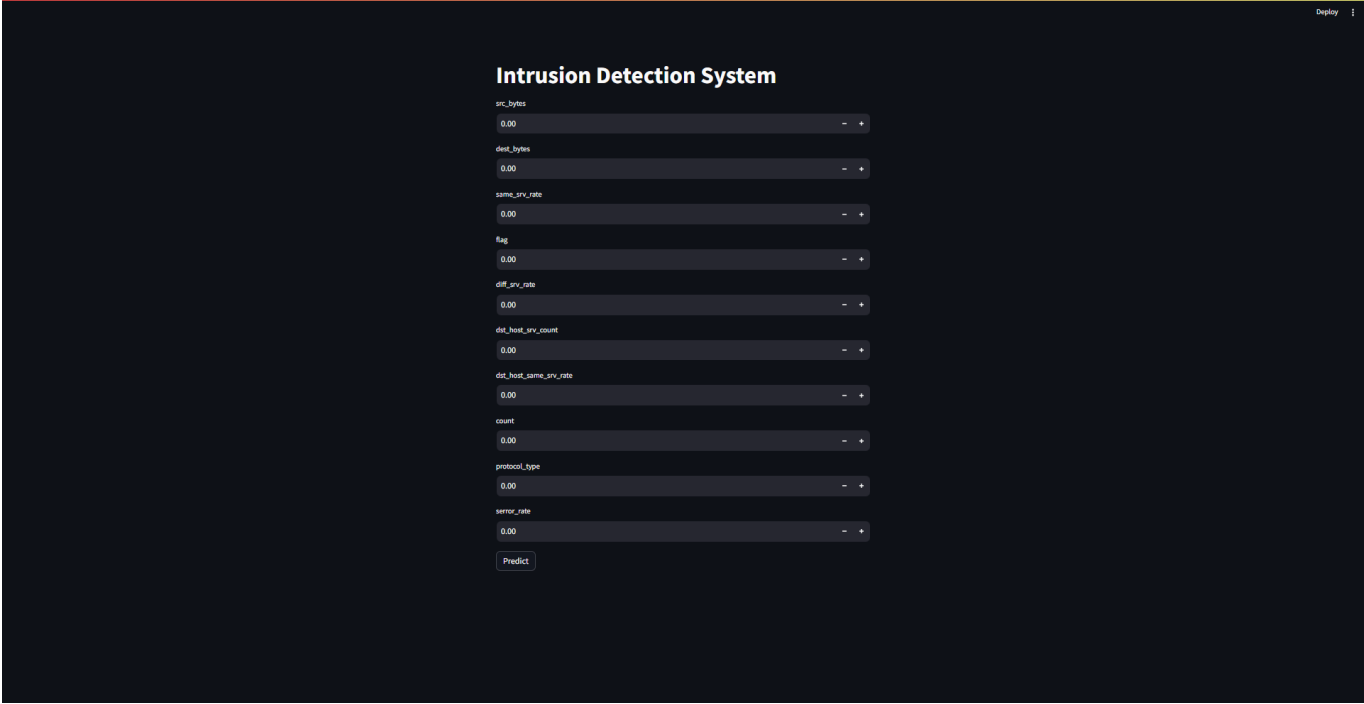 Deploy
Intrusion Detection System
src_bytes
0.00
dest_bytes
0.00
same_srv_rate
0.00
flag
0.00
diff_srv_rate
0.00
dst_host_srv_count
0.00
dst_host_same_srv_rate
0.00
count
0.00
protocol_type
0.00
serror_rate
0.00
Predict